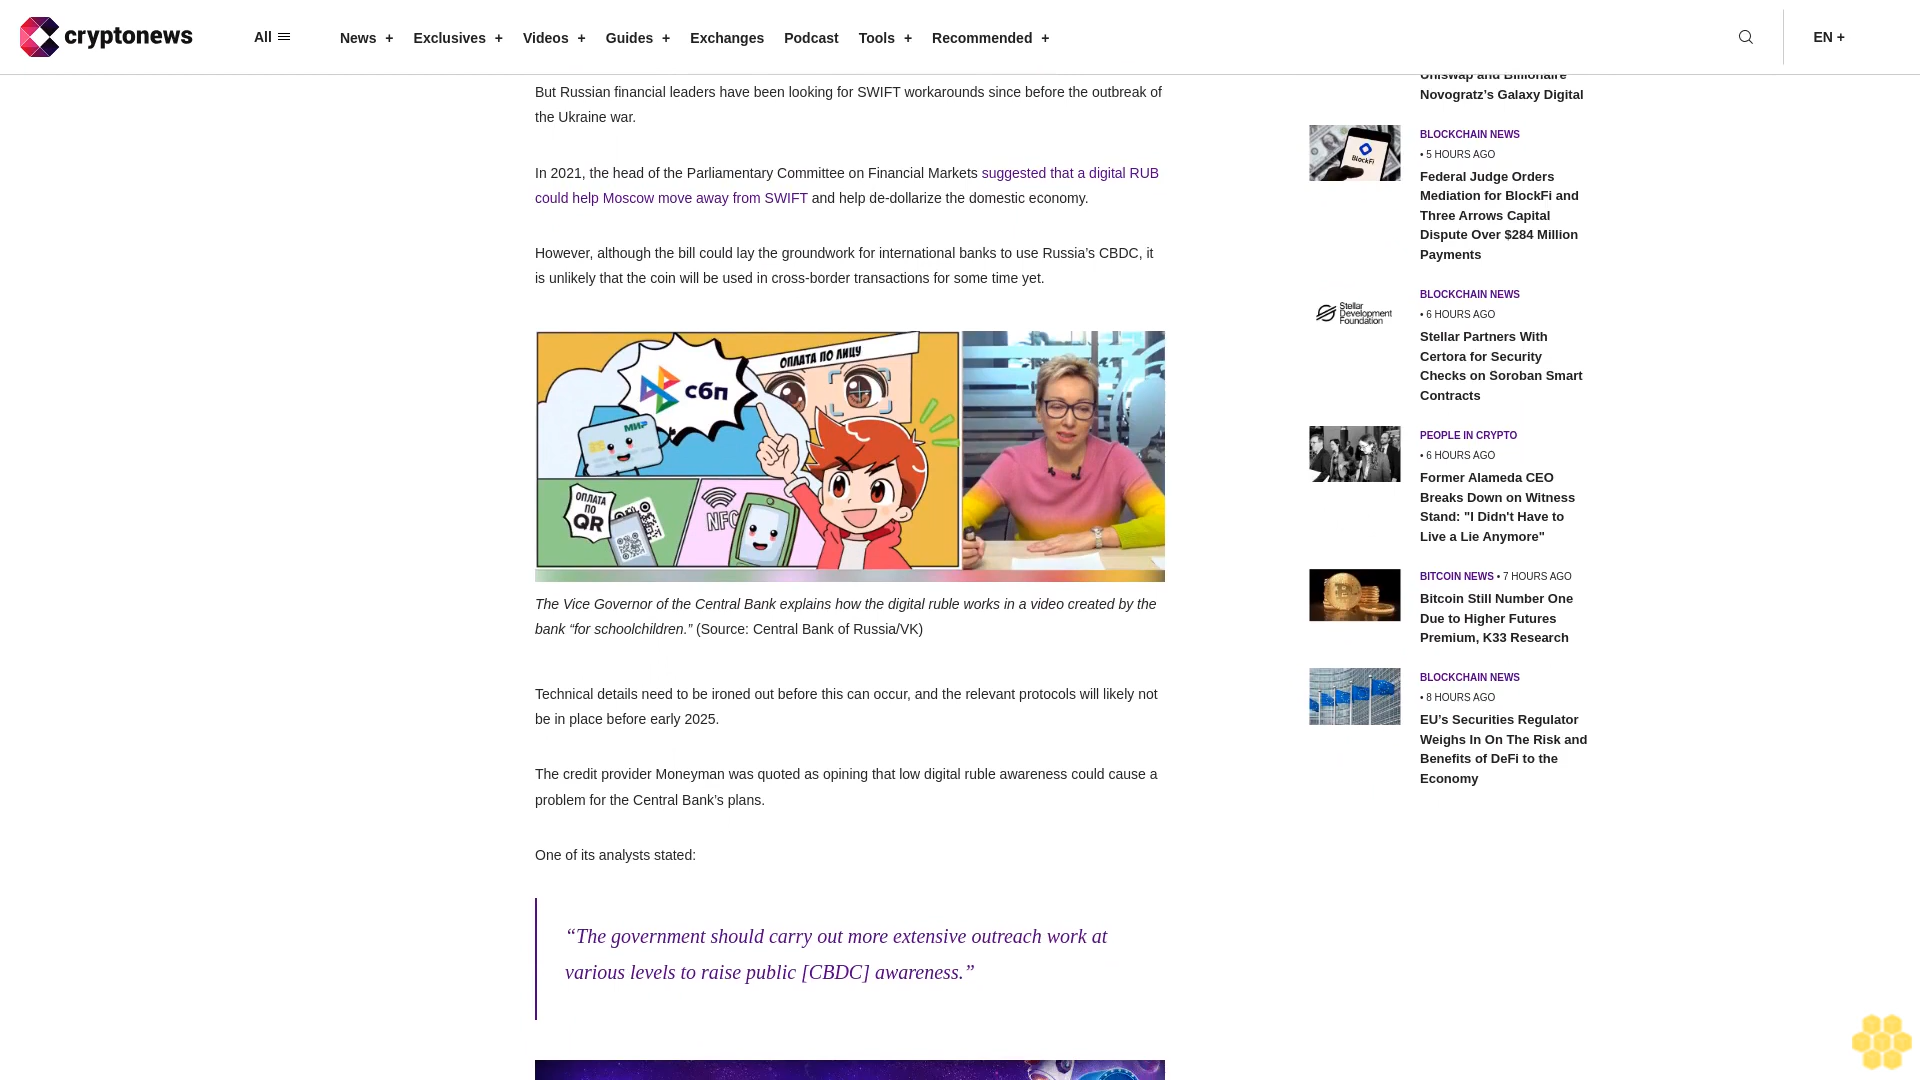 cryptonews
All
News + Exclusives + Videos + Guides + Exchanges Podcast Tools + Recommended +
EN +
But Russian financial leaders have been looking for SWIFT workarounds since before the outbreak of
the Ukraine war.
In 2021, the head of the Parliamentary Committee on Financial Markets suggested that a digital RUB
could help Moscow move away from SWIFT and help de-dollarize the domestic economy.
However, although the bill could lay the groundwork for international banks to use Russia’s CBDC, it
is unlikely that the coin will be used in cross-border transactions for some time yet.
ОПЛАТА ПО ЛИЦУ
сбп
МИР
ОПЛАТА
ПО
QR
NFC
The Vice Governor of the Central Bank explains how the digital ruble works in a video created by the
bank “for schoolchildren.” (Source: Central Bank of Russia/VK)
Technical details need to be ironed out before this can occur, and the relevant protocols will likely not
be in place before early 2025.
The credit provider Moneyman was quoted as opining that low digital ruble awareness could cause a
problem for the Central Bank’s plans.
One of its analysts stated:
“The government should carry out more extensive outreach work at
various levels to raise public [CBDC] awareness.”
Uniswap and Billionaire
Novogratz’s Galaxy Digital
BlockFi
BLOCKCHAIN NEWS
• 5 HOURS AGO
Federal Judge Orders
Mediation for BlockFi and
Three Arrows Capital
Dispute Over $284 Million
Payments
Stellar
Development
Foundation
BLOCKCHAIN NEWS
• 6 HOURS AGO
Stellar Partners With
Certora for Security
Checks on Soroban Smart
Contracts
PEOPLE IN CRYPTO
• 6 HOURS AGO
Former Alameda CEO
Breaks Down on Witness
Stand: "I Didn't Have to
Live a Lie Anymore"
BITCOIN NEWS • 7 HOURS AGO
Bitcoin Still Number One
Due to Higher Futures
Premium, K33 Research
BLOCKCHAIN NEWS
• 8 HOURS AGO
EU’s Securities Regulator
Weighs In On The Risk and
Benefits of DeFi to the
Economy